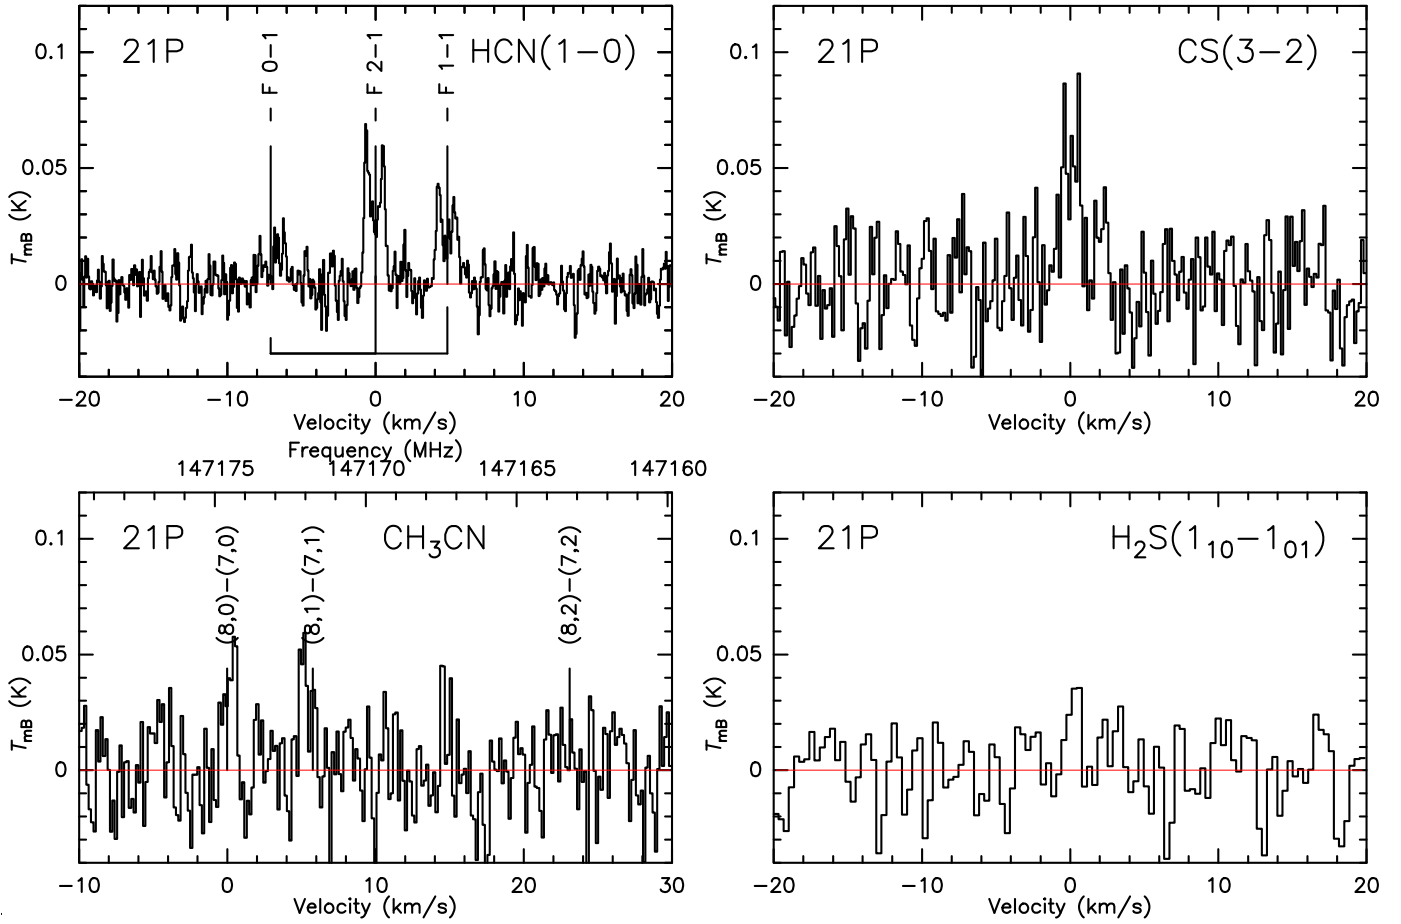 21P
HCN(1−0)
F 0−1
F 2−1
F 1−1
0.1
0.05
0
T_mB (K)
−20
−10
0
10
20
Velocity (km/s)
21P
CS(3−2)
0.1
0.05
0
T_mB (K)
−20
−10
0
10
20
Velocity (km/s)
Frequency (MHz)
147175
147170
147165
147160
21P
CH₃CN
(8,0)−(7,0)
(8,1)−(7,1)
(8,2)−(7,2)
0.1
0.05
0
T_mB (K)
−10
0
10
20
30
Velocity (km/s)
21P
H₂S(1₁₀−1₀₁)
0.1
0.05
0
T_mB (K)
−20
−10
0
10
20
Velocity (km/s)